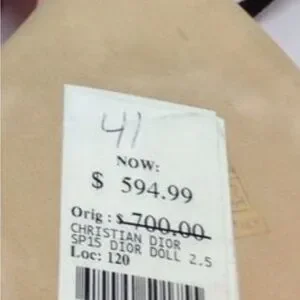 41
NOW:
$ 594.99
Orig : $ 700.00
CHRISTIAN DIOR
SP15 DIOR DOLL 2.5
Loc: 120